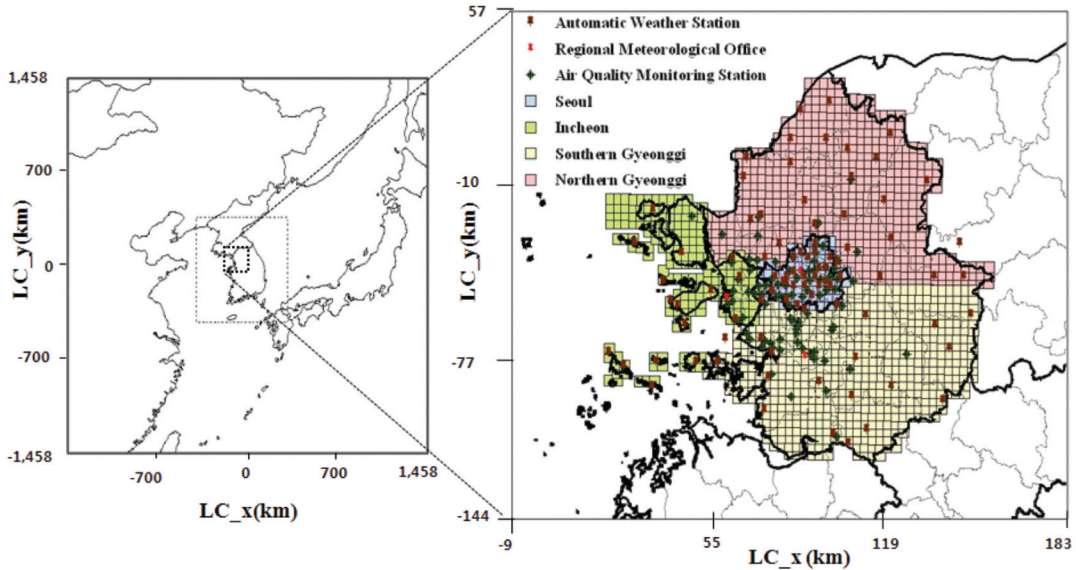 1,458
700
0
-700
-1,458
LC_y(km)
-700
0
700
1,458
LC_x(km)
57
-10
-77
-144
LC_y(km)
Automatic Weather Station
Regional Meteorological Office
Air Quality Monitoring Station
Seoul
Incheon
Southern Gyeonggi
Northern Gyeonggi
-9
55
119
183
LC_x (km)